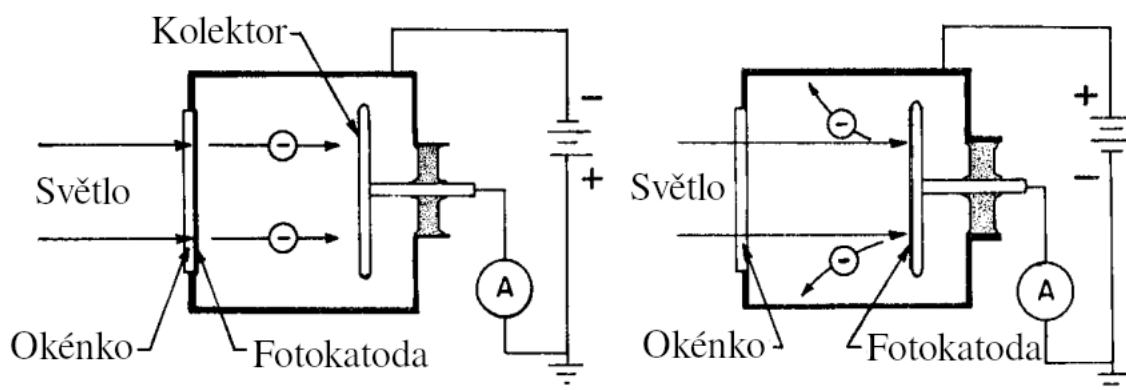 Kolektor
-
+
-
-
Světlo
A
Okénko
Fotokatoda
+
-
-
-
Světlo
A
Okénko
Fotokatoda